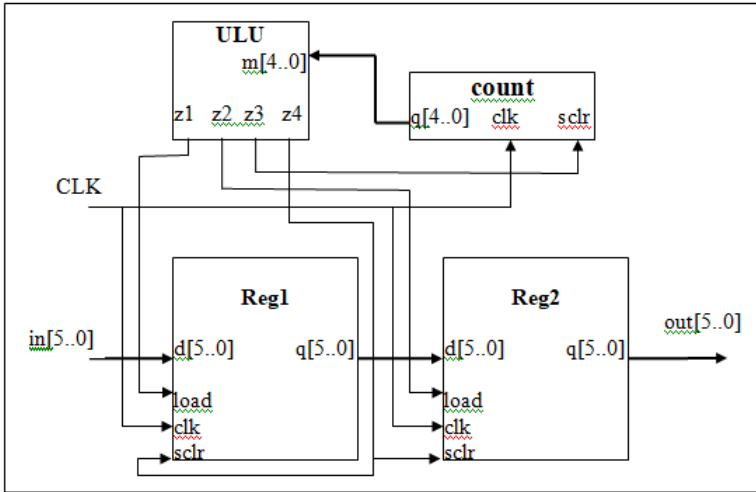 ULU
m[4..0]
z1 z2 z3 z4
count
q[4..0] clk sclr
CLK
Reg1
in[5..0]
d[5..0] q[5..0]
load
clk
sclr
Reg2
d[5..0] q[5..0]
load
clk
sclr
out[5..0]